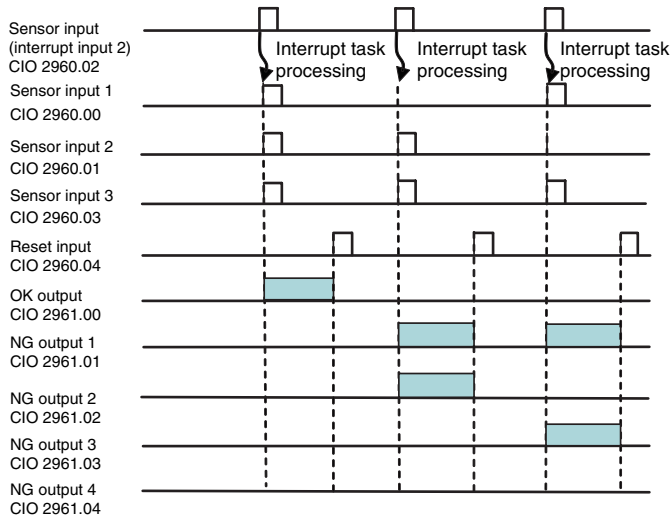 Sensor input
(interrupt input 2)
CIO 2960.02
Interrupt task
processing
Interrupt task
processing
Interrupt task
processing
Sensor input 1
CIO 2960.00
Sensor input 2
CIO 2960.01
Sensor input 3
CIO 2960.03
Reset input
CIO 2960.04
OK output
CIO 2961.00
NG output 1
CIO 2961.01
NG output 2
CIO 2961.02
NG output 3
CIO 2961.03
NG output 4
CIO 2961.04